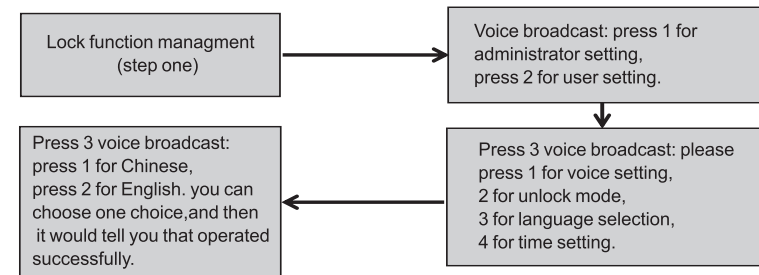 Lock function managment
(step one)
Voice broadcast: press 1 for
administrator setting,
press 2 for user setting.
Press 3 voice broadcast: please
press 1 for voice setting,
2 for unlock mode,
3 for language selection,
4 for time setting.
Press 3 voice broadcast:
press 1 for Chinese,
press 2 for English. you can
choose one choice,and then
it would tell you that operated
successfully.